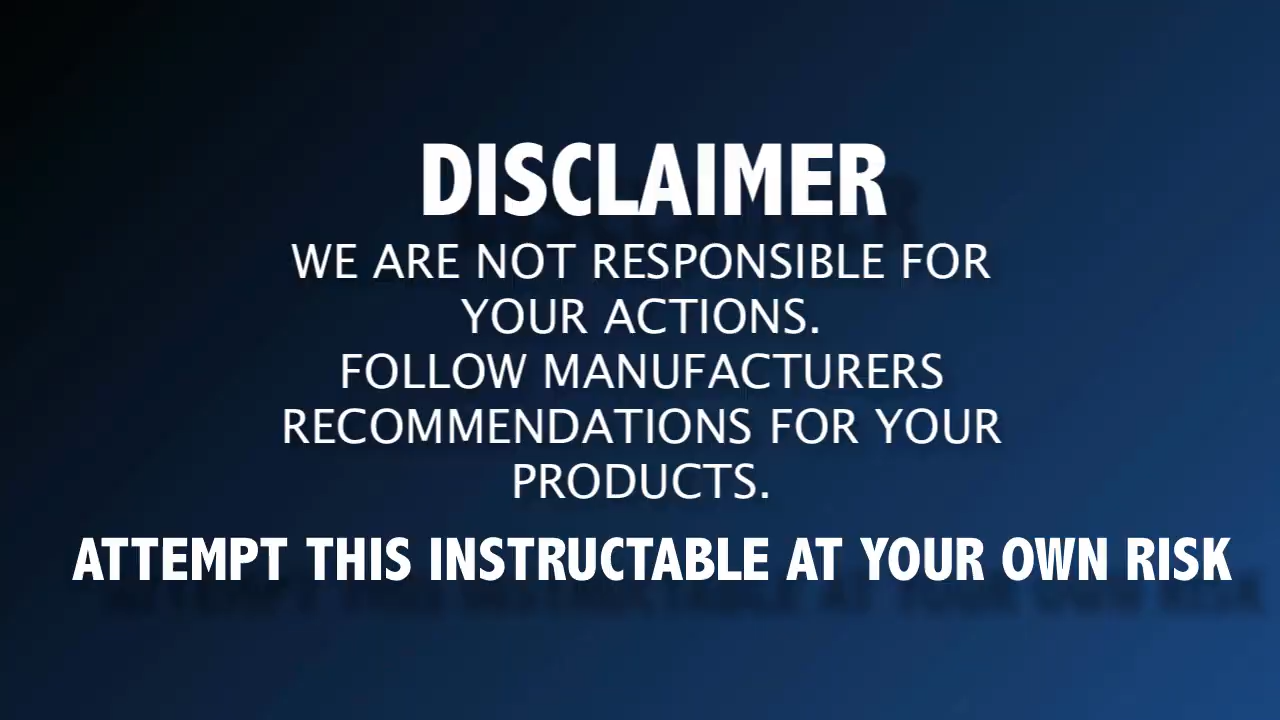 DISCLAIMER
WE ARE NOT RESPONSIBLE FOR
YOUR ACTIONS.
FOLLOW MANUFACTURERS
RECOMMENDATIONS FOR YOUR
PRODUCTS.
ATTEMPT THIS INSTRUCTABLE AT YOUR OWN RISK